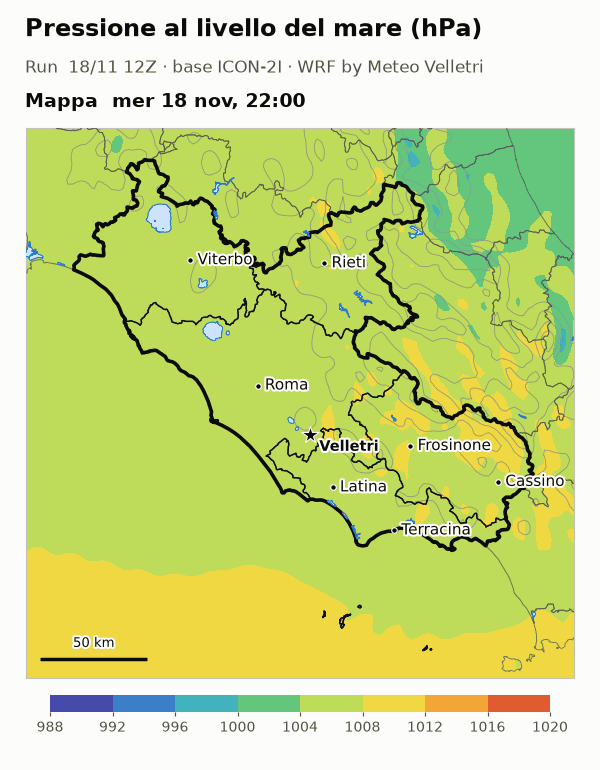 Pressione al livello del mare (hPa)
Run  18/11 12Z · base ICON-2I · WRF by Meteo Velletri
Mappa  mer 18 nov, 22:00
Viterbo
Rieti
Roma
Velletri
Frosinone
Latina
Cassino
Terracina
50 km
988 992 996 1000 1004 1008 1012 1016 1020